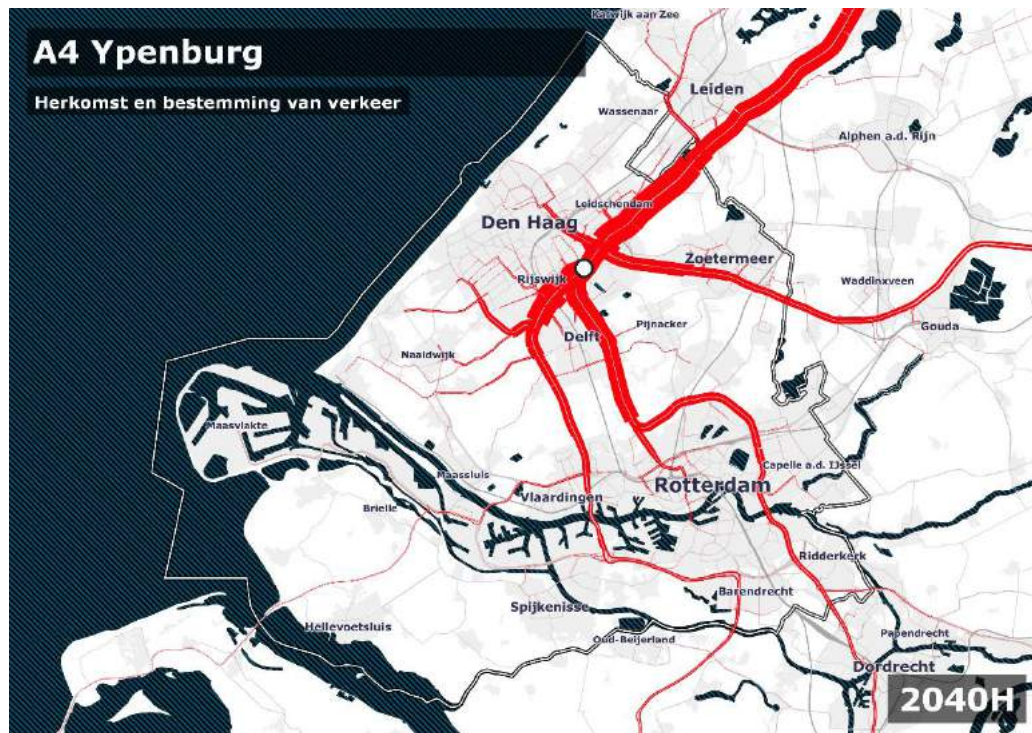 A4 Ypenburg
Herkomst en bestemming van verkeer
Katwijk aan Zee
Leiden
Wassenaar
Alphen a.d. Rijn
Leidschendam
Den Haag
Zoetermeer
Rijswijk
Waddinxveen
Pijnacker
Gouda
Delft
Naaldwijk
Maasvlakte
Capelle a.d. IJssel
Maassluis
Rotterdam
Vlaardingen
Brielle
Ridderkerk
Barendrecht
Spijkenisse
Hellevoetsluis
Oud-Beijerland
Papendrecht
Dordrecht
2040H